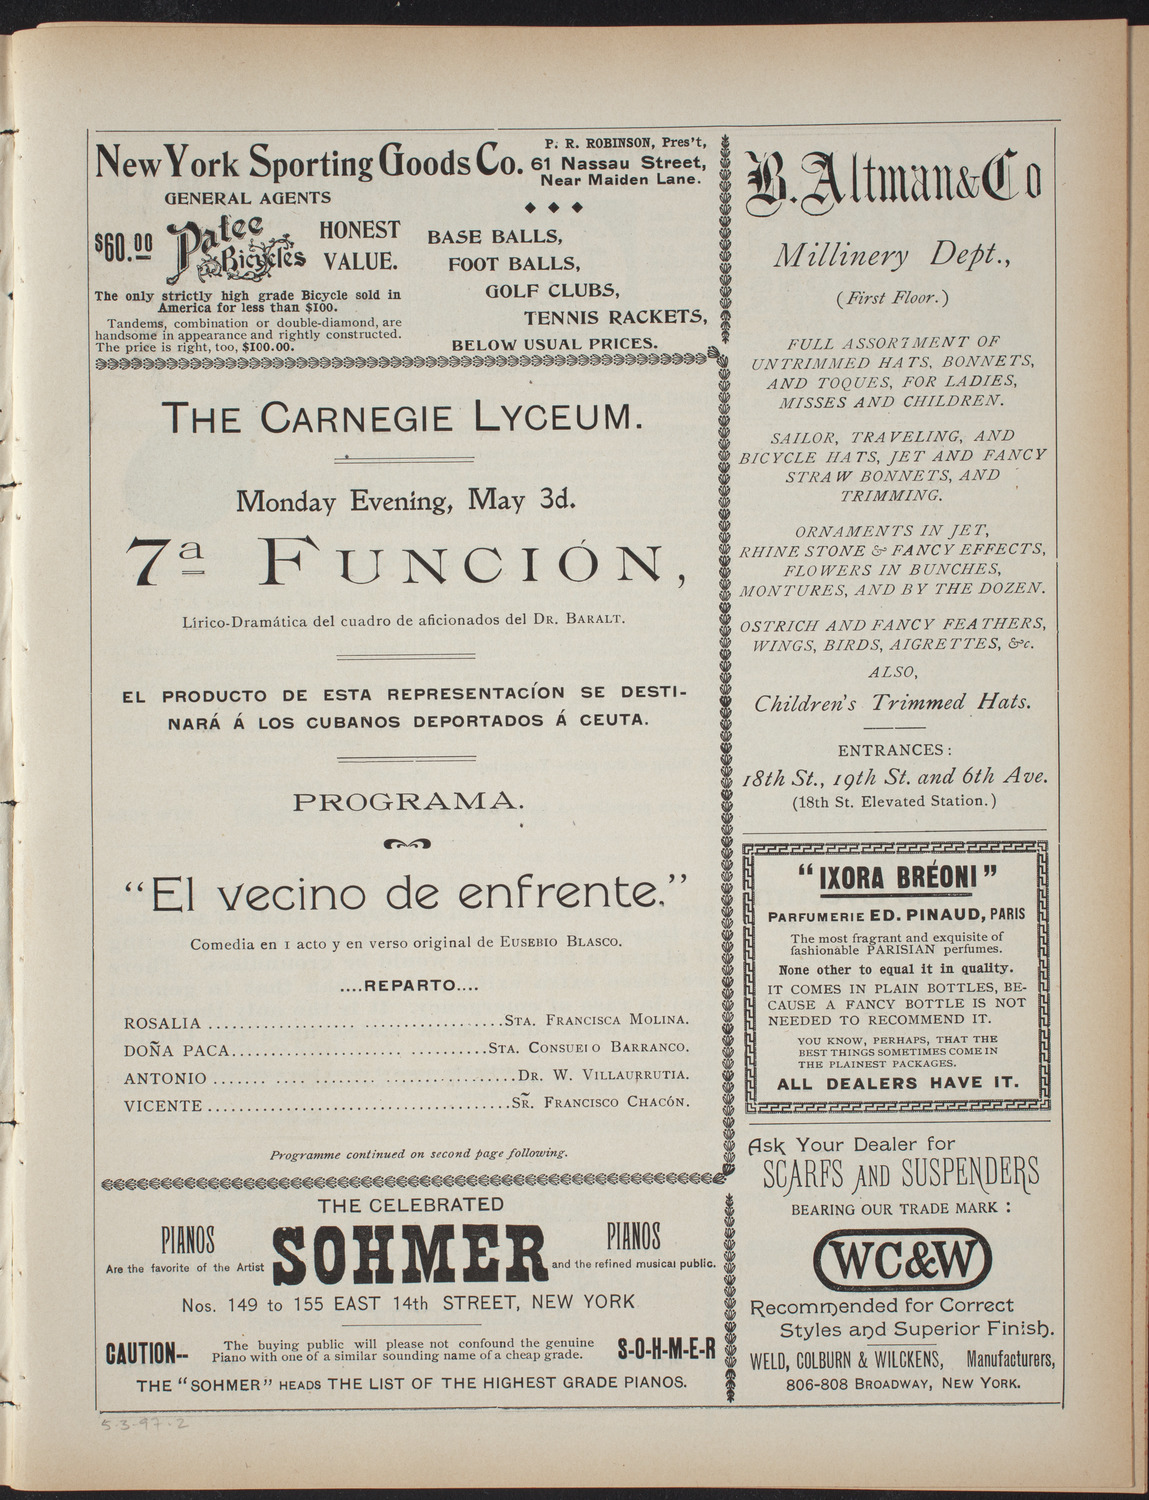 New York Sporting Goods Co.
P. R. ROBINSON, Pres't,
61 Nassau Street,
Near Maiden Lane.
GENERAL AGENTS
$60.00
Patee
Bicycles
HONEST
VALUE.
The only strictly high grade Bicycle sold in
America for less than $100.
Tandems, combination or double-diamond, are
handsome in appearance and rightly constructed.
The price is right, too, $100.00.
BASE BALLS,
FOOT BALLS,
GOLF CLUBS,
TENNIS RACKETS,
BELOW USUAL PRICES.
THE CARNEGIE LYCEUM.
Monday Evening, May 3d.
7ª FUNCIÓN,
Lírico-Dramática del cuadro de aficionados del DR. BARALT.
EL PRODUCTO DE ESTA REPRESENTACÍON SE DESTI-
NARÁ Á LOS CUBANOS DEPORTADOS Á CEUTA.
PROGRAMA.
"El vecino de enfrente."
Comedia en 1 acto y en verso original de EUSEBIO BLASCO.
....REPARTO....
ROSALIA ......................................STA. FRANCISCA MOLINA.
DOÑA PACA..................................STA. CONSUELO BARRANCO.
ANTONIO ........................................DR. W. VILLAURRUTIA.
VICENTE ........................................SR. FRANCISCO CHACÓN.
Programme continued on second page following.
THE CELEBRATED
PIANOS SOHMER PIANOS
Are the favorite of the Artist and the refined musical public.
Nos. 149 to 155 EAST 14th STREET, NEW YORK
CAUTION--
The buying public will please not confound the genuine
Piano with one of a similar sounding name of a cheap grade.
S-O-H-M-E-R
THE "SOHMER" HEADS THE LIST OF THE HIGHEST GRADE PIANOS.
B. Altman & Co
Millinery Dept.,
(First Floor.)
FULL ASSORTMENT OF
UNTRIMMED HATS, BONNETS,
AND TOQUES, FOR LADIES,
MISSES AND CHILDREN.
SAILOR, TRAVELING, AND
BICYCLE HATS, JET AND FANCY
STRAW BONNETS, AND
TRIMMING.
ORNAMENTS IN JET,
RHINE STONE & FANCY EFFECTS,
FLOWERS IN BUNCHES,
MONTURES, AND BY THE DOZEN.
OSTRICH AND FANCY FEATHERS,
WINGS, BIRDS, AIGRETTES, &c.
ALSO,
Children's Trimmed Hats.
ENTRANCES:
18th St., 19th St. and 6th Ave.
(18th St. Elevated Station.)
"IXORA BRÉONI"
PARFUMERIE ED. PINAUD, PARIS
The most fragrant and exquisite of
fashionable PARISIAN perfumes.
None other to equal it in quality.
IT COMES IN PLAIN BOTTLES, BE-
CAUSE A FANCY BOTTLE IS NOT
NEEDED TO RECOMMEND IT.
YOU KNOW, PERHAPS, THAT THE
BEST THINGS SOMETIMES COME IN
THE PLAINEST PACKAGES.
ALL DEALERS HAVE IT.
Ask Your Dealer for
SCARFS AND SUSPENDERS
BEARING OUR TRADE MARK:
WC&W
Recommended for Correct
Styles and Superior Finish.
WELD, COLBURN & WILCKENS, Manufacturers,
806-808 BROADWAY, NEW YORK.
5-3-97-2